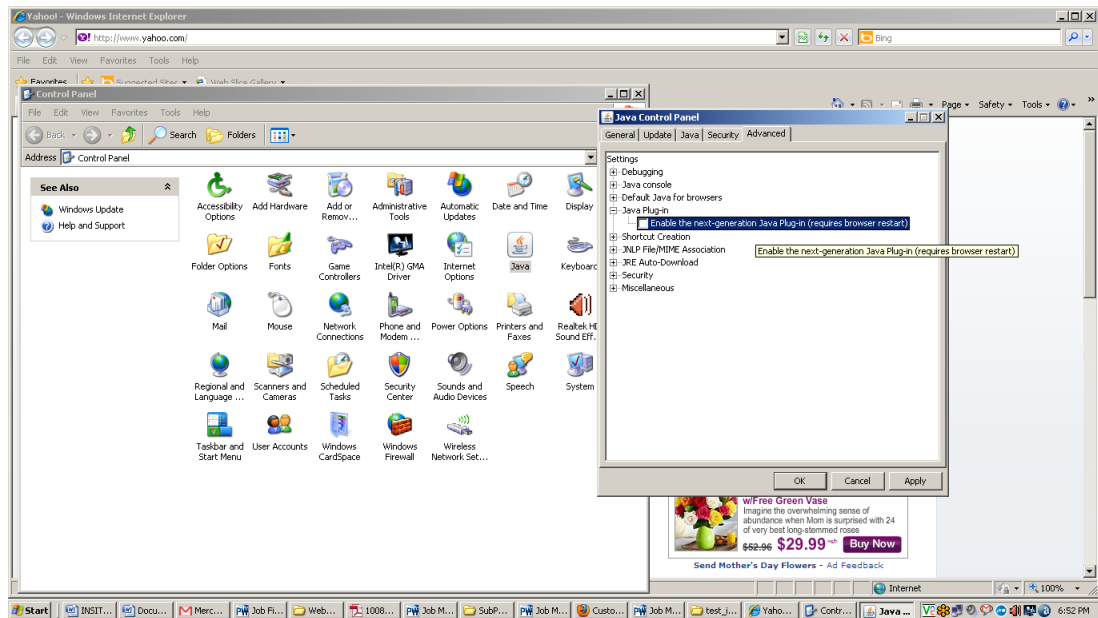 Yahoo! - Windows Internet Explorer
http://www.yahoo.com/
Bing
File Edit View Favorites Tools Help
Favorites Suggested Sites Web Slice Gallery
Page Safety Tools
Control Panel
File Edit View Favorites Tools Help
Back Search Folders
Address Control Panel
See Also
Windows Update
Help and Support
Accessibility Options
Add Hardware
Add or Remov...
Administrative Tools
Automatic Updates
Date and Time
Display
Folder Options
Fonts
Game Controllers
Intel(R) GMA Driver
Internet Options
Java
Keyboard
Mail
Mouse
Network Connections
Phone and Modem ...
Power Options
Printers and Faxes
Realtek HD Sound Eff...
Regional and Language ...
Scanners and Cameras
Scheduled Tasks
Security Center
Sounds and Audio Devices
Speech
System
Taskbar and Start Menu
User Accounts
Windows CardSpace
Windows Firewall
Wireless Network Set...
Java Control Panel
General Update Java Security Advanced
Settings
Debugging
Java console
Default Java for browsers
Java Plug-in
Enable the next-generation Java Plug-in (requires browser restart)
Shortcut Creation
JNLP File/MIME Association
Enable the next-generation Java Plug-in (requires browser restart)
JRE Auto-Download
Security
Miscellaneous
OK Cancel Apply
w/Free Green Vase
Imagine the overwhelming sense of
abundance when Mom is surprised with 24
of very best long-stemmed roses
$52.96 $29.99 Buy Now
Send Mother's Day Flowers - Ad Feedback
Internet 100%
Start INSIT... Docu... Merc... Job Fi... Web... 1008... Job M... SubP... Job M... Custo... Job M... test_j... Yaho... Contr... Java ... 6:52 PM